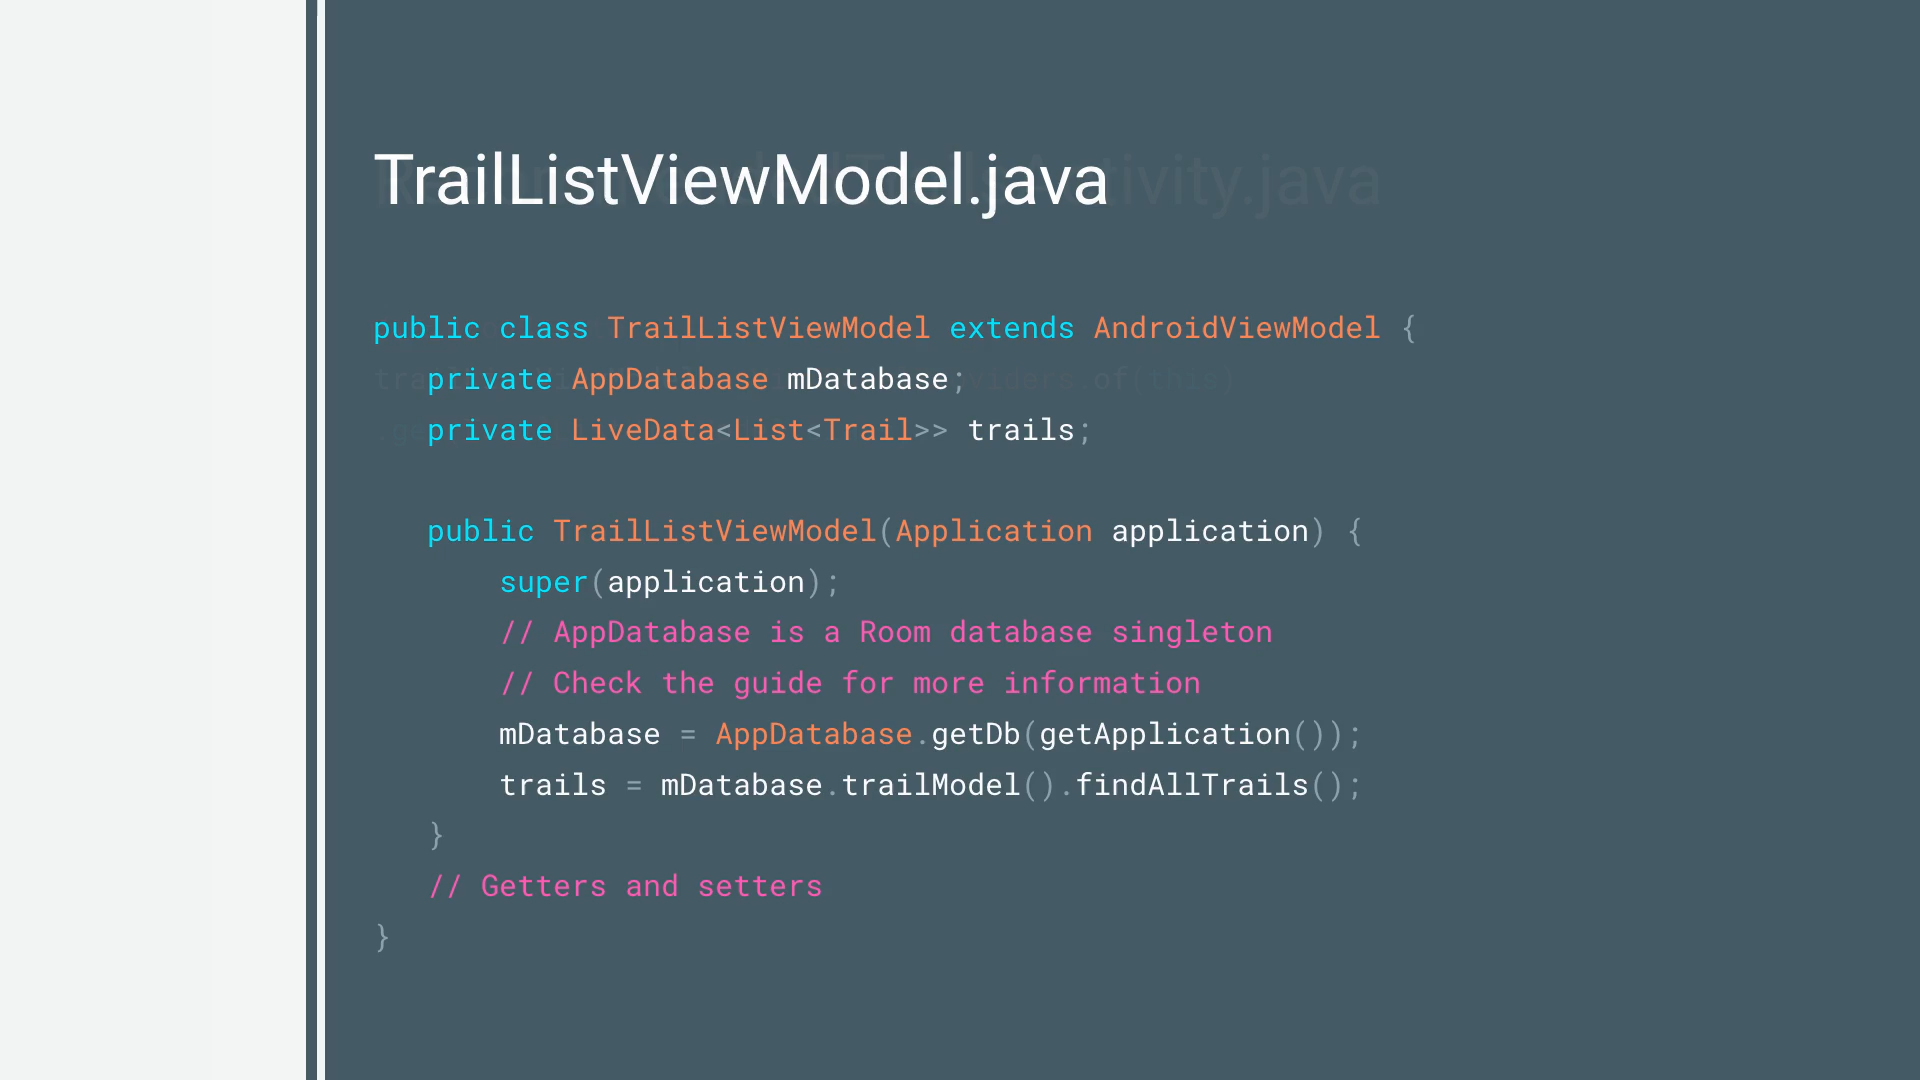 TrailListViewModel.java
public class TrailListViewModel extends AndroidViewModel {
private AppDatabase mDatabase;
private LiveData<List<Trail>> trails;
public TrailListViewModel(Application application) {
super(application);
// AppDatabase is a Room database singleton
// Check the guide for more information
mDatabase = AppDatabase.getDb(getApplication());
trails = mDatabase.trailModel().findAllTrails();
}
// Getters and setters
}